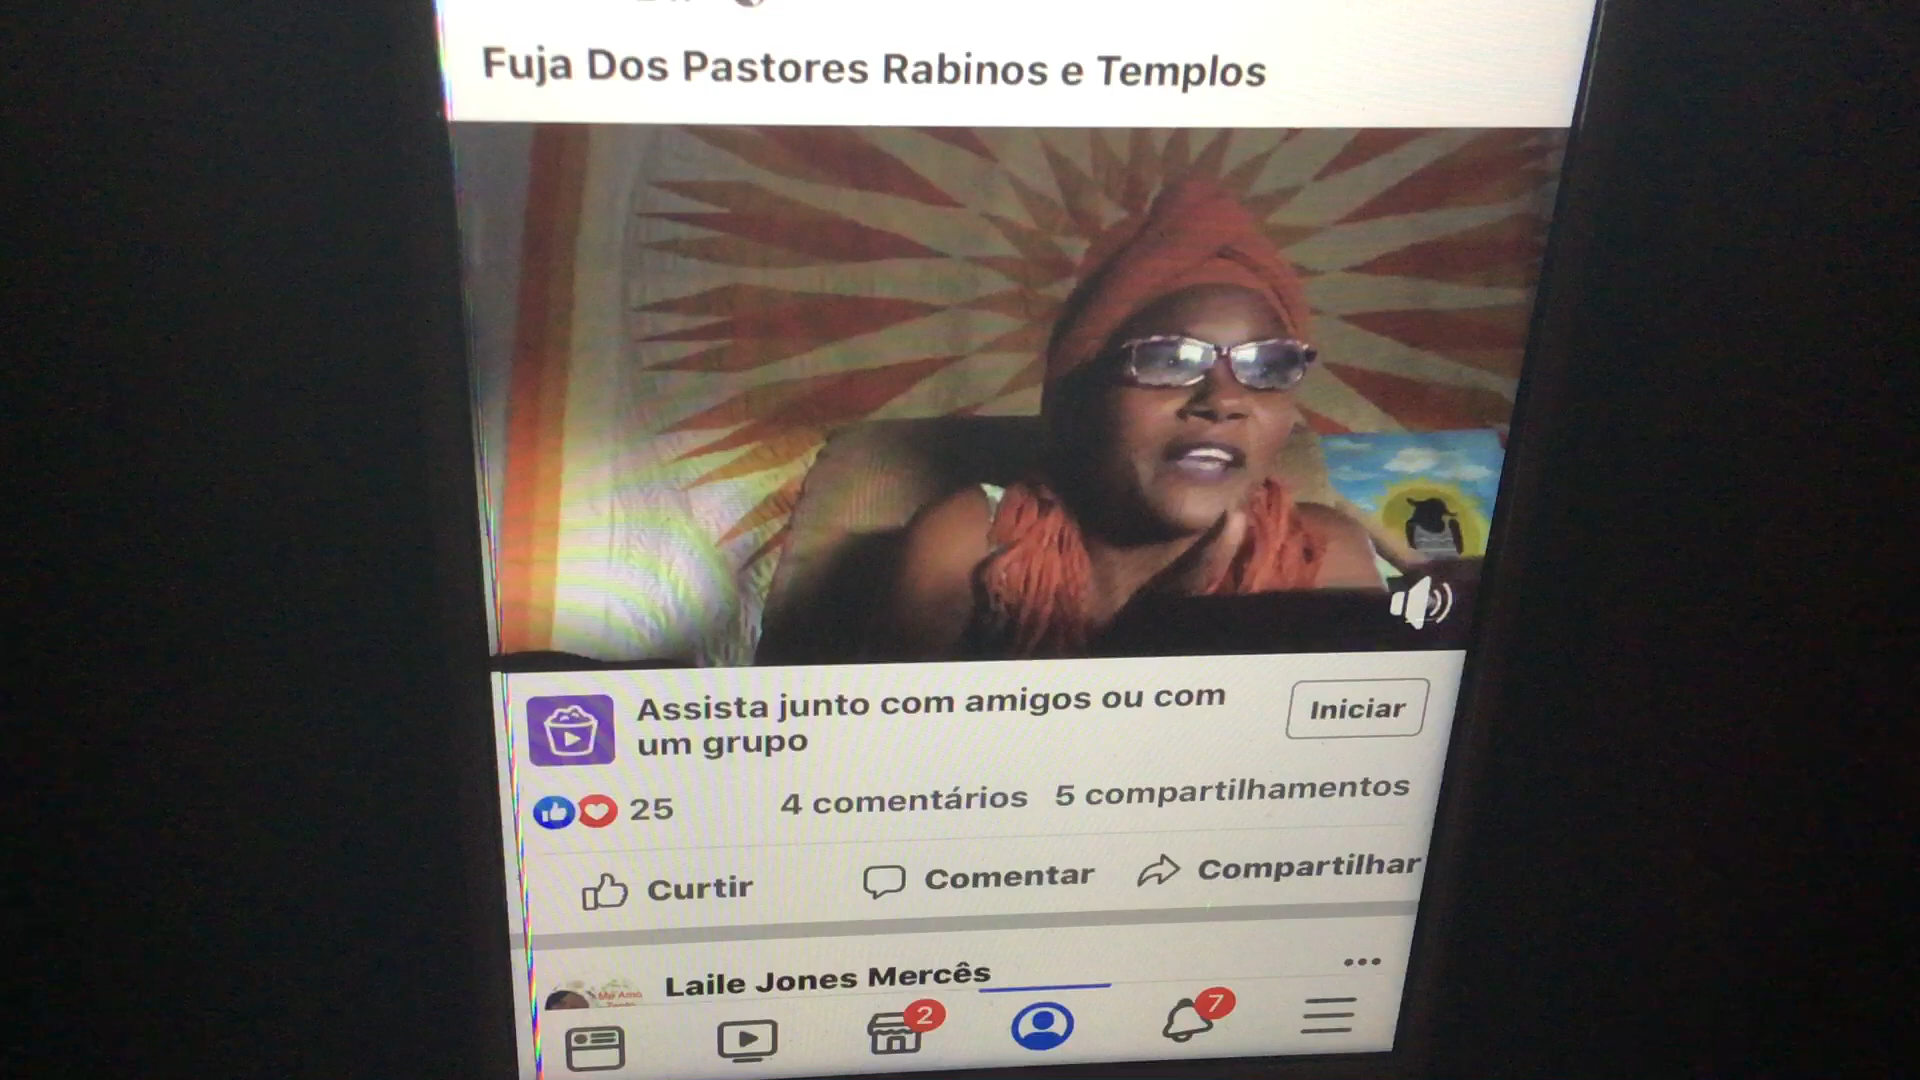 Fuja Dos Pastores Rabinos e Templos
Assista junto com amigos ou com
um grupo
Iniciar
25
4 comentários
5 compartilhamentos
Curtir
Comentar
Compartilhar
Laile Jones Mercês
2
7